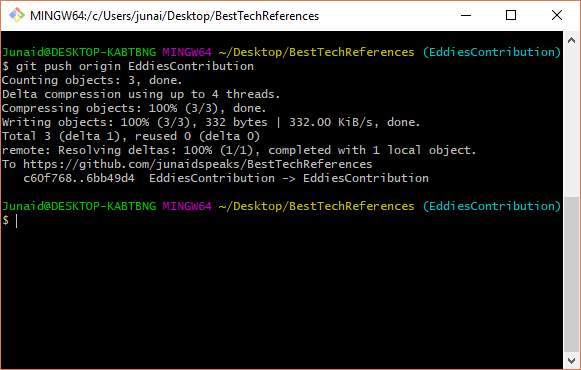 MINGW64:/c/Users/junai/Desktop/BestTechReferences
Junaid@DESKTOP-KABTBNG MINGW64 ~/Desktop/BestTechReferences (EddiesContribution)
$ git push origin EddiesContribution
Counting objects: 3, done.
Delta compression using up to 4 threads.
Compressing objects: 100% (3/3), done.
Writing objects: 100% (3/3), 332 bytes | 332.00 KiB/s, done.
Total 3 (delta 1), reused 0 (delta 0)
remote: Resolving deltas: 100% (1/1), completed with 1 local object.
To https://github.com/junaidspeaks/BestTechReferences
   c60f768..6bb49d4  EddiesContribution -> EddiesContribution
Junaid@DESKTOP-KABTBNG MINGW64 ~/Desktop/BestTechReferences (EddiesContribution)
$